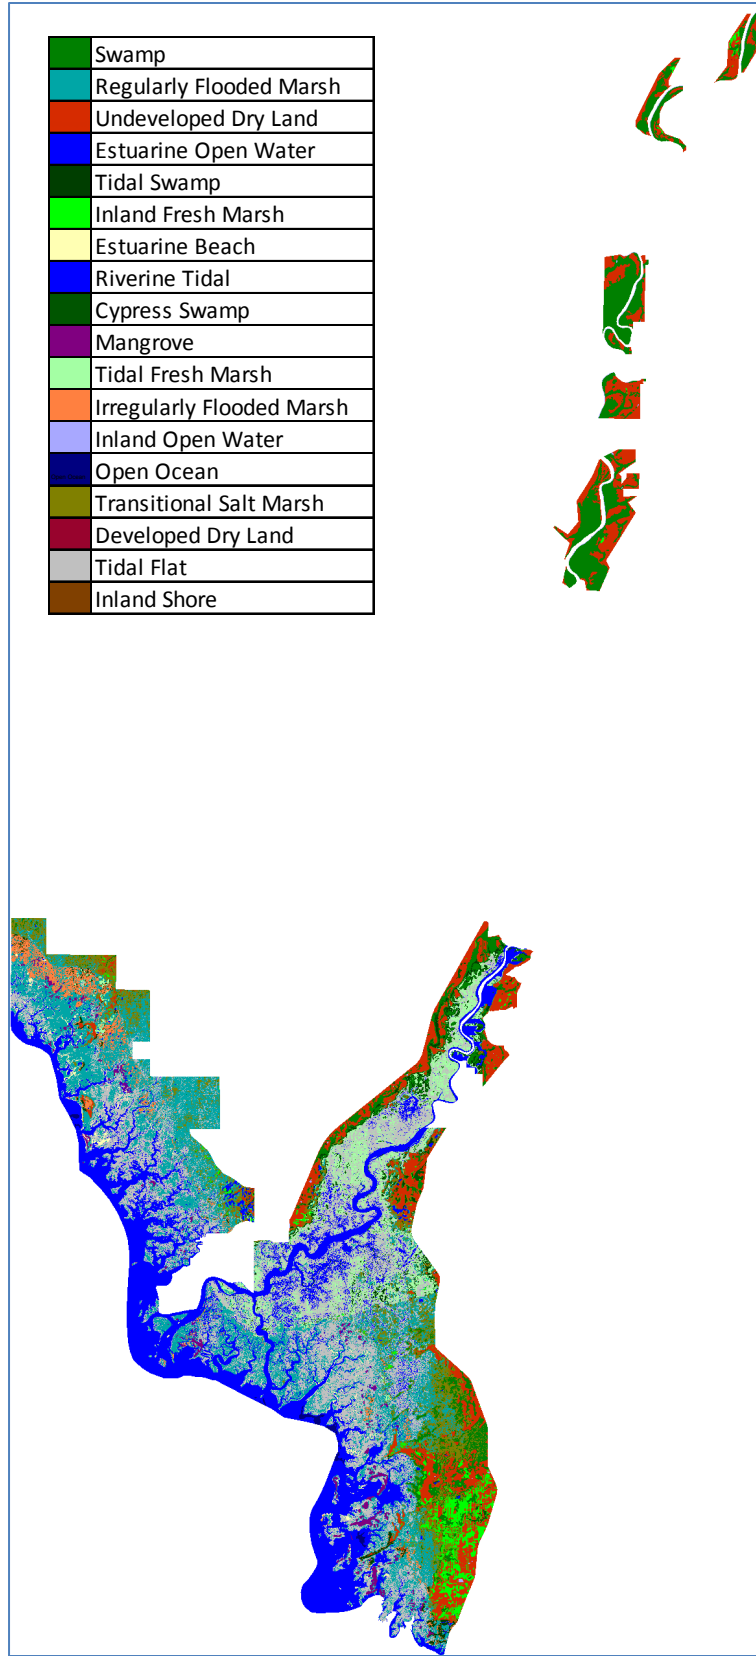 Swamp
Regularly Flooded Marsh
Undeveloped Dry Land
Estuarine Open Water
Tidal Swamp
Inland Fresh Marsh
Estuarine Beach
Riverine Tidal
Cypress Swamp
Mangrove
Tidal Fresh Marsh
Irregularly Flooded Marsh
Inland Open Water
Open Ocean
Transitional Salt Marsh
Developed Dry Land
Tidal Flat
Inland Shore